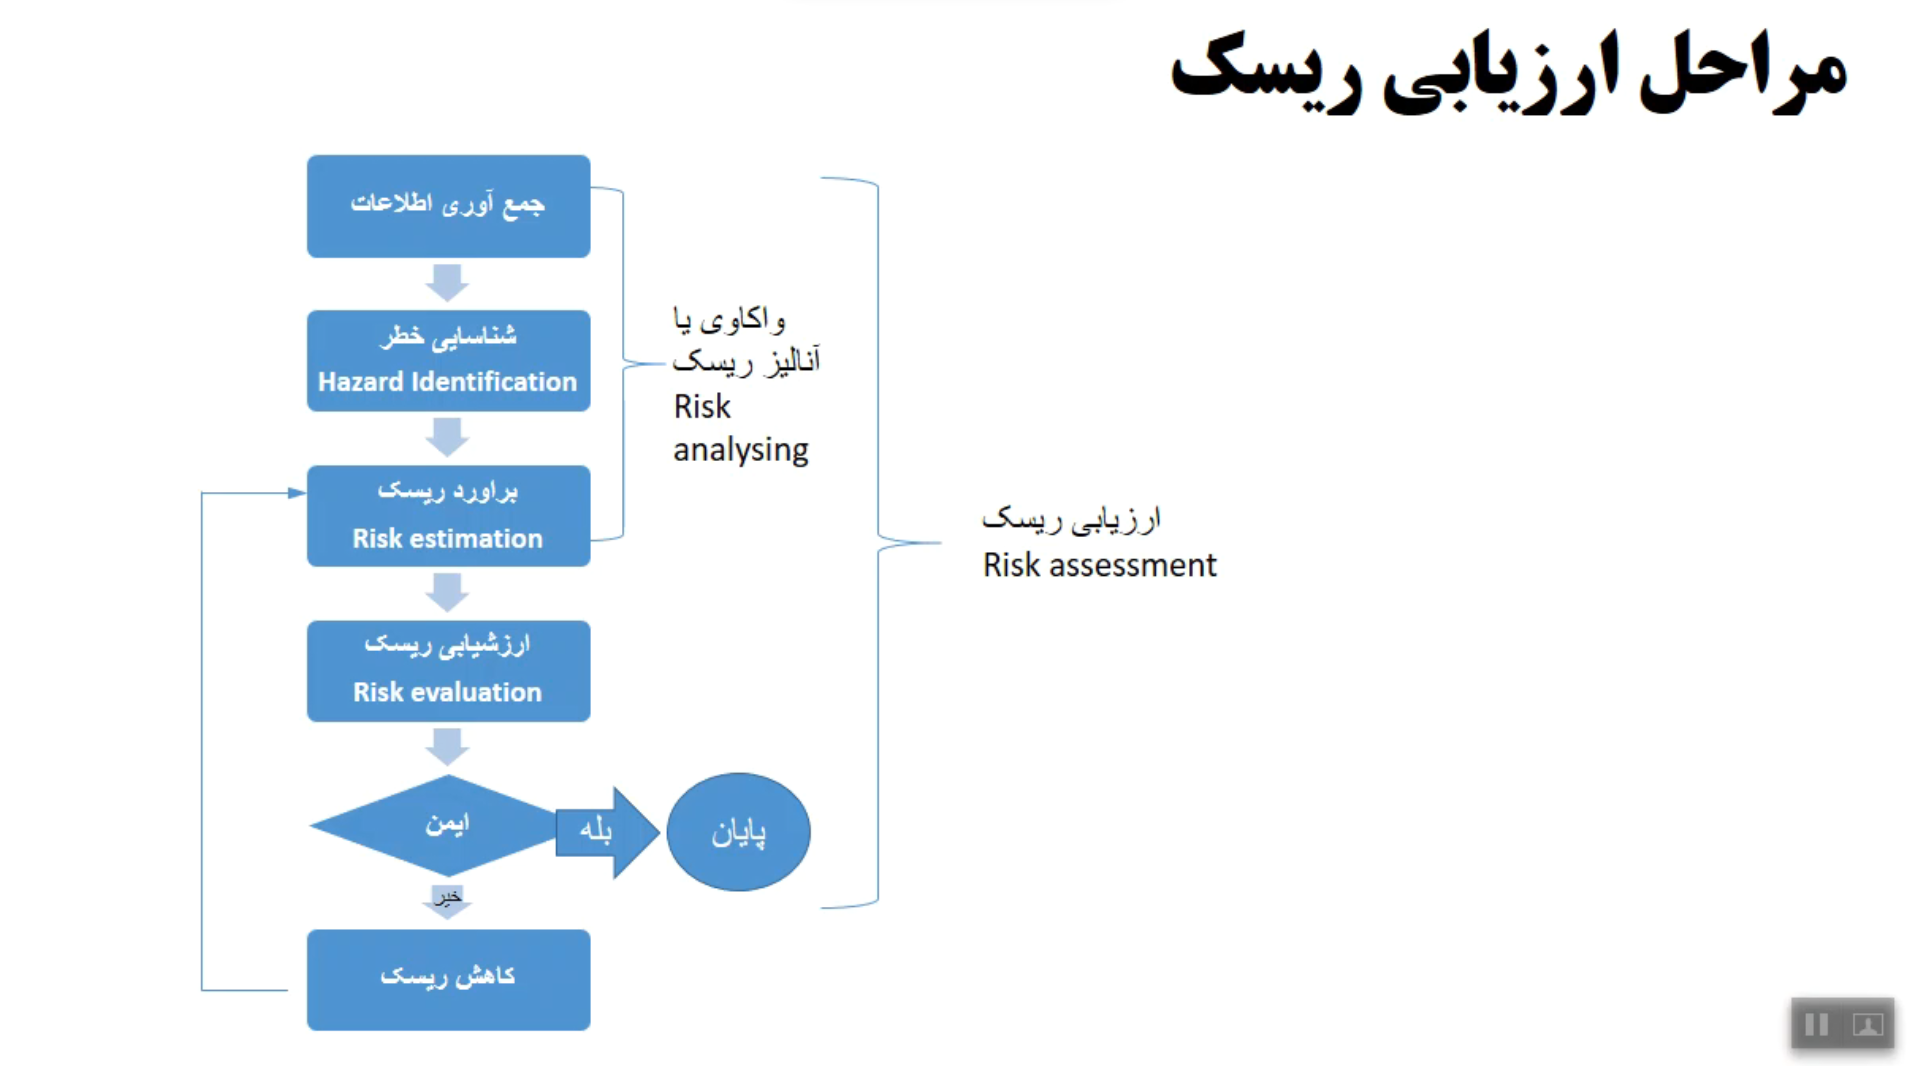 مراحل ارزیابی ریسک
جمع آوری اطلاعات
شناسایی خطر
Hazard Identification
براورد ریسک
Risk estimation
ارزشیابی ریسک
Risk evaluation
ایمن
بله
پایان
خیر
کاهش ریسک
واکاوی یا
آنالیز ریسک
Risk
analysing
ارزیابی ریسک
Risk assessment